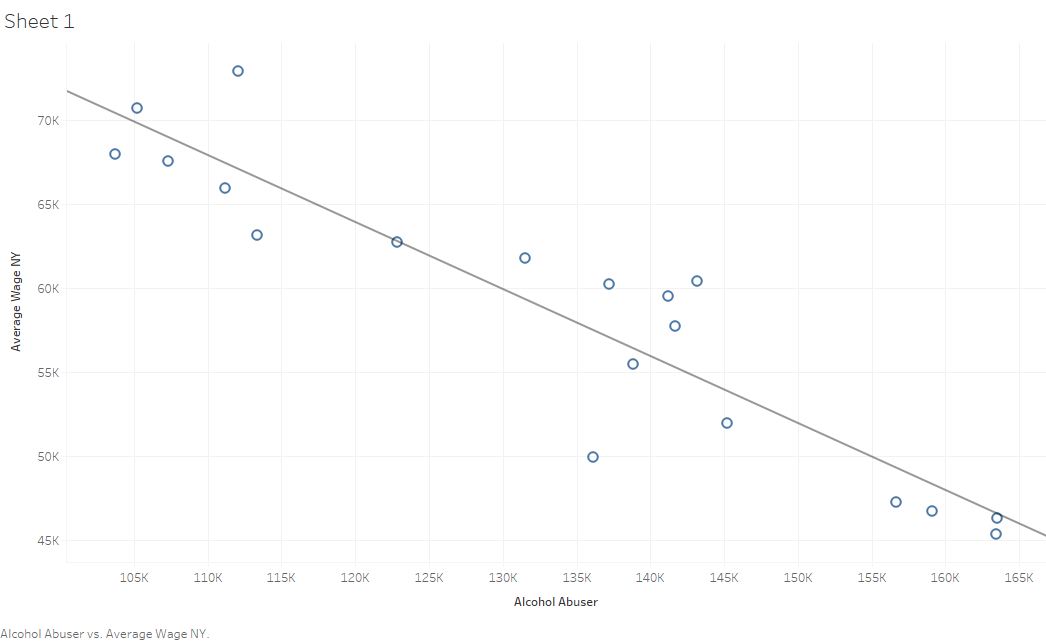 Sheet 1
70K
65K
60K
55K
50K
45K
Average Wage NY
105K 110K 115K 120K 125K 130K 135K 140K 145K 150K 155K 160K 165K
Alcohol Abuser
Alcohol Abuser vs. Average Wage NY.